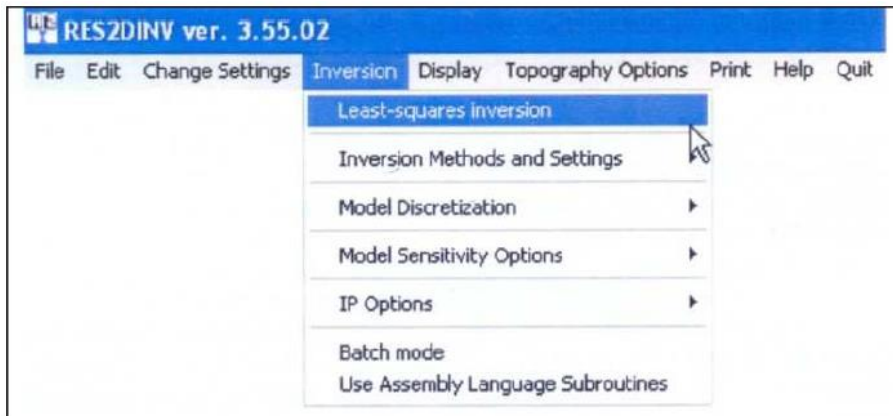 RES2DINV ver. 3.55.02
File Edit Change Settings Inversion Display Topography Options Print Help Quit
Least-squares inversion
Inversion Methods and Settings
Model Discretization
Model Sensitivity Options
IP Options
Batch mode
Use Assembly Language Subroutines